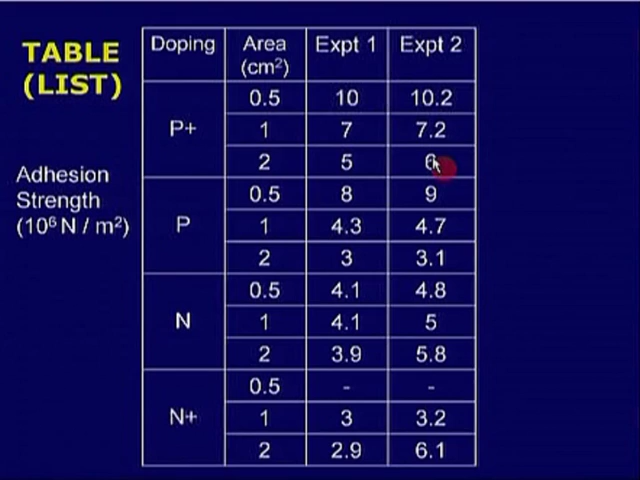 TABLE
(LIST)
Adhesion
Strength
(10⁶ N / m²)
Doping Area (cm²) Expt 1 Expt 2
P+ 0.5 10 10.2
1 7 7.2
2 5 6
P 0.5 8 9
1 4.3 4.7
2 3 3.1
N 0.5 4.1 4.8
1 4.1 5
2 3.9 5.8
N+ 0.5 - -
1 3 3.2
2 2.9 6.1